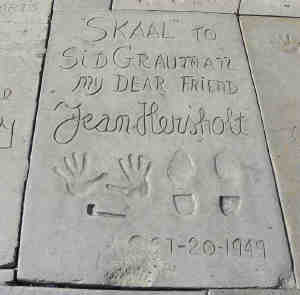 "SKAAL" TO
SID GRAUMAN
MY DEAR FRIEND
Jean Hersholt
OCT-20-1949